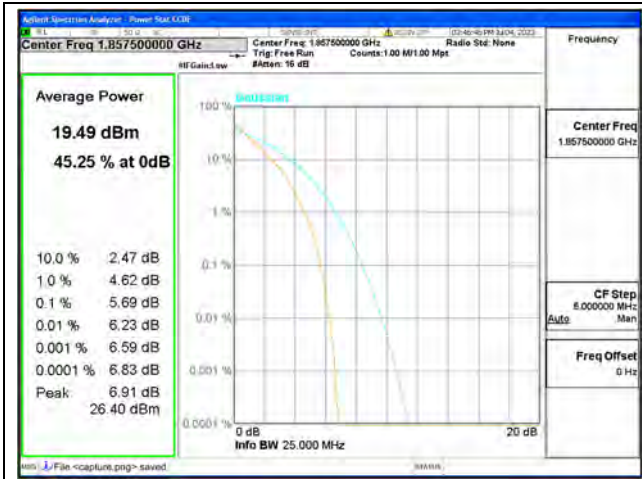 Agilent Spectrum Analyzer - Power Stat CCDF
Center Freq 1.857500000 GHz
Center Freq: 1.857500000 GHz
Radio Std: None
Trig: Free Run
Counts:1.00 M/1.00 Mpt
#IFGain:Low
#Atten: 16 dB
Frequency
Average Power
19.49 dBm
45.25 % at 0dB
10.0 % 2.47 dB
1.0 % 4.62 dB
0.1 % 5.69 dB
0.01 % 6.23 dB
0.001 % 6.59 dB
0.0001 % 6.83 dB
Peak 6.91 dB
26.40 dBm
Gaussian
100 %
10 %
1 %
0.1 %
0.01 %
0.001 %
0.0001 %
0 dB
20 dB
Info BW 25.000 MHz
Center Freq
1.857500000 GHz
CF Step
6.000000 MHz
Auto Man
Freq Offset
0 Hz
MSG File <capture.png> saved
STATUS